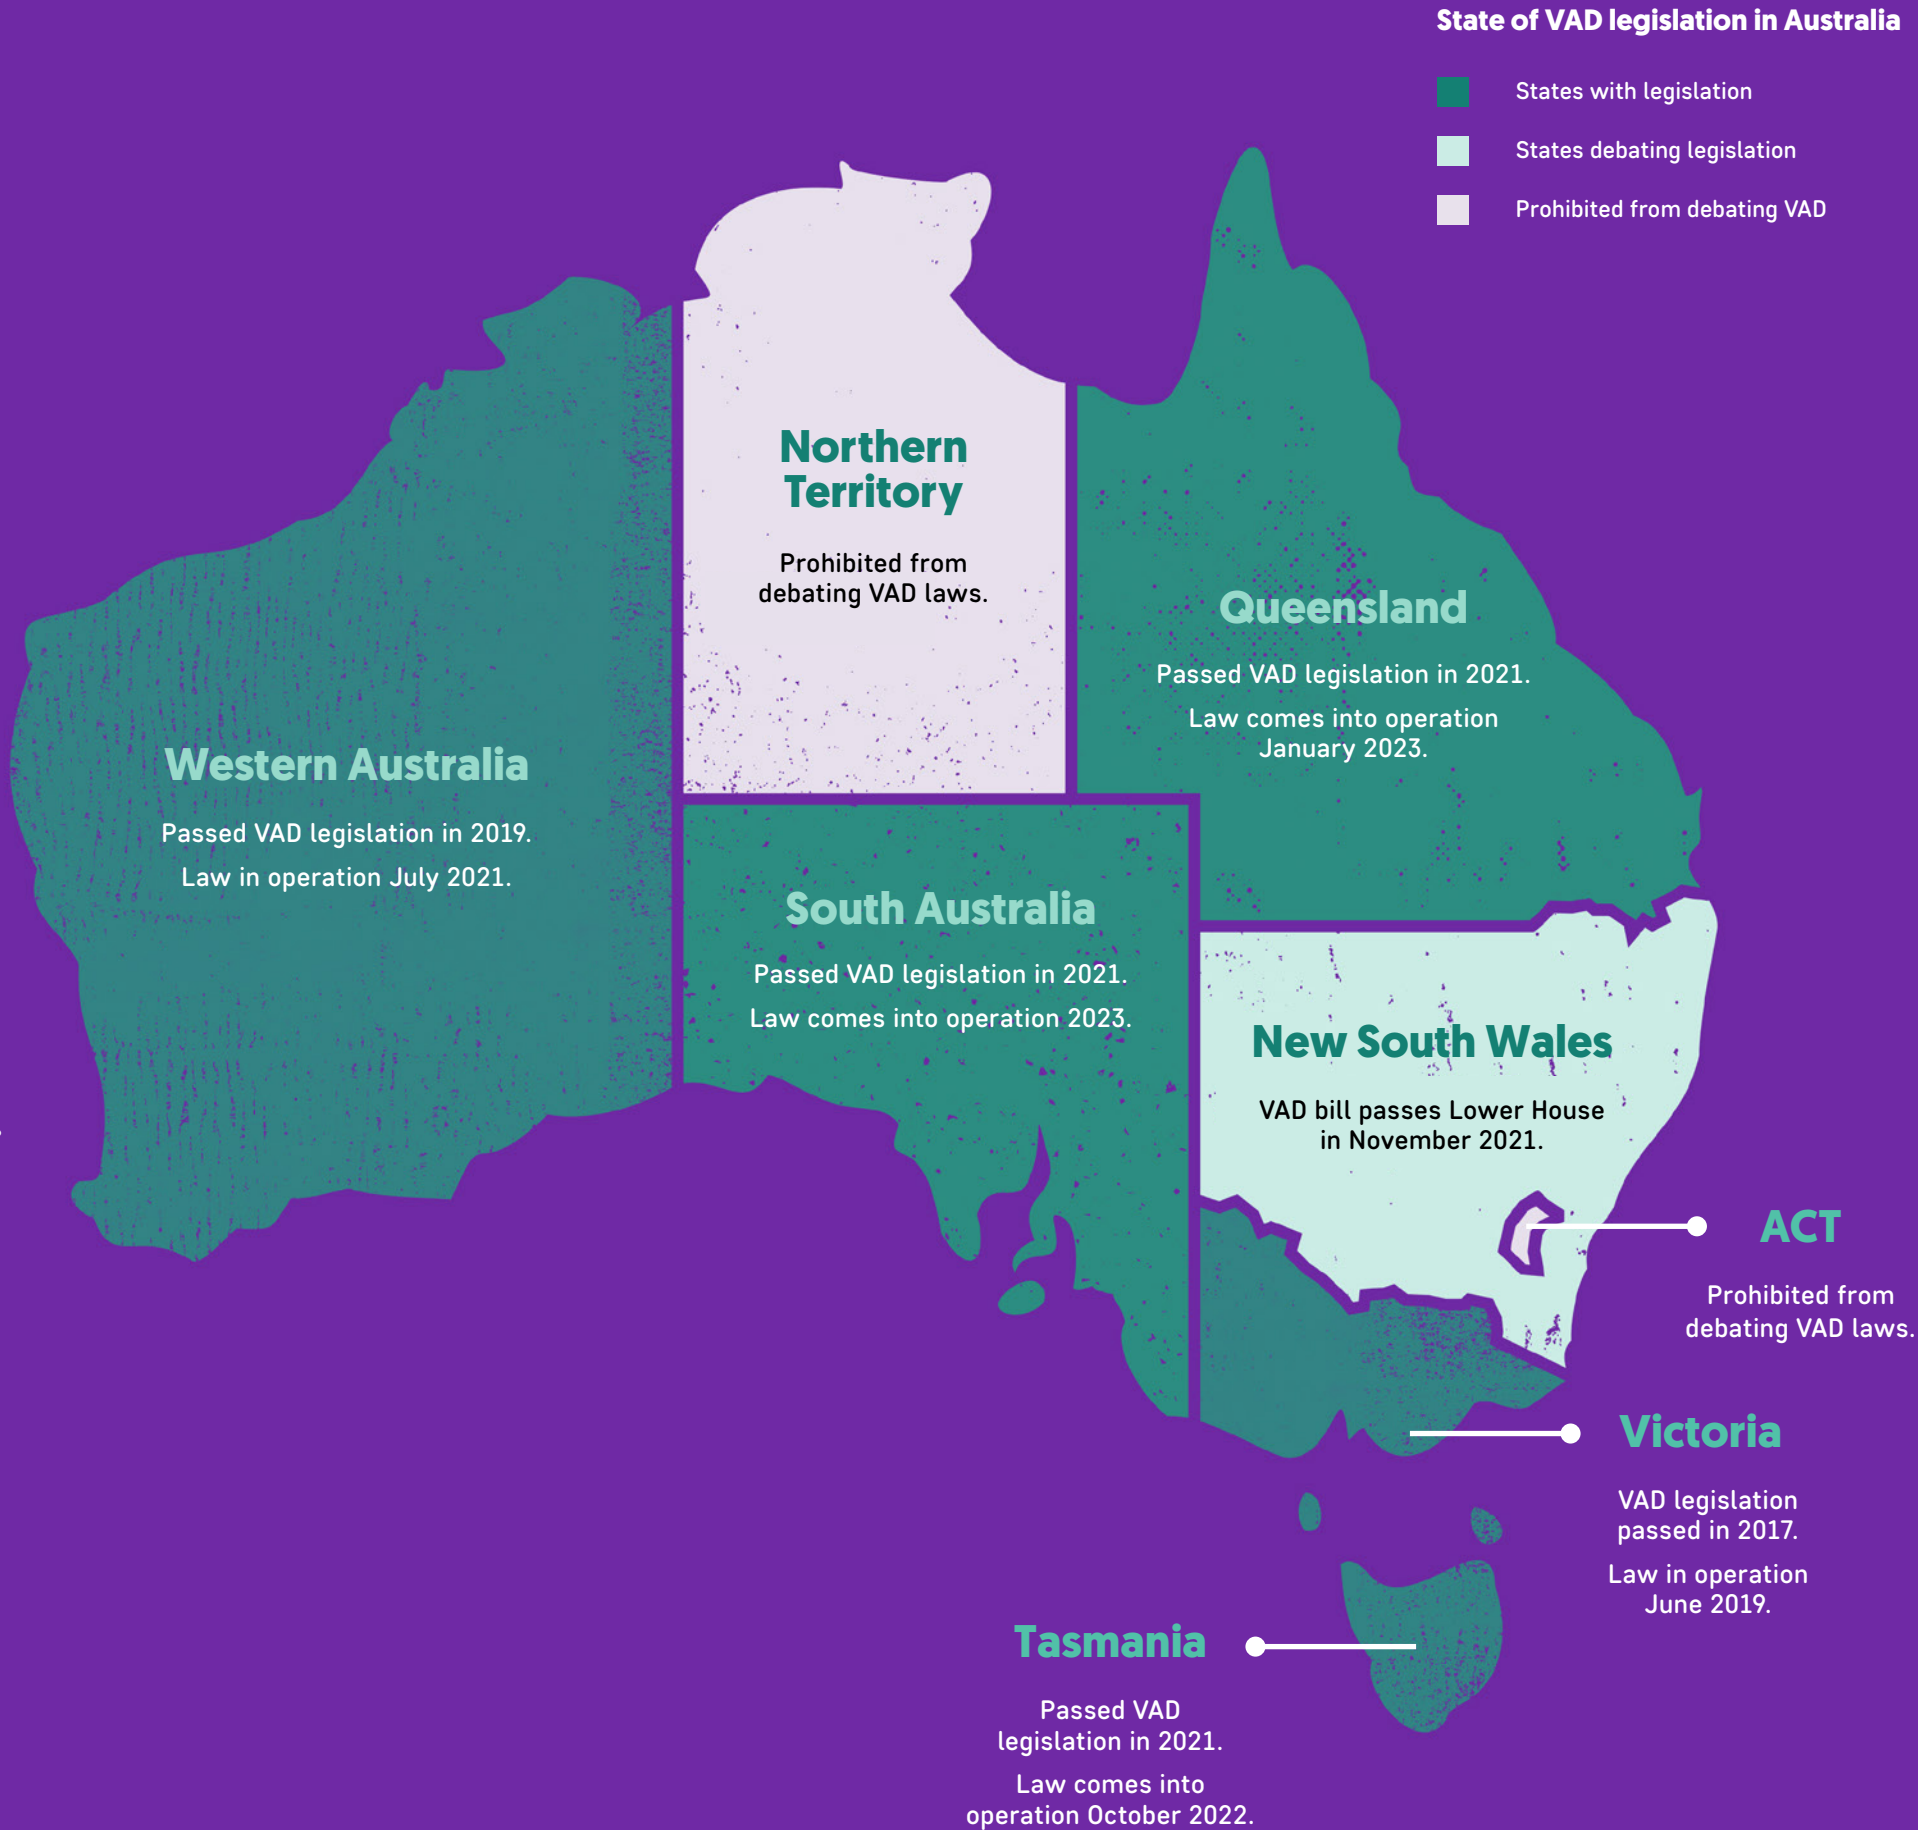 State of VAD legislation in Australia
States with legislation
States debating legislation
Prohibited from debating VAD
Northern
Territory
Prohibited from
debating VAD laws.
Queensland
Passed VAD legislation in 2021.
Law comes into operation
January 2023.
Western Australia
Passed VAD legislation in 2019.
Law in operation July 2021.
South Australia
Passed VAD legislation in 2021.
Law comes into operation 2023.
New South Wales
VAD bill passes Lower House
in November 2021.
ACT
Prohibited from
debating VAD laws.
Victoria
VAD legislation
passed in 2017.
Law in operation
June 2019.
Tasmania
Passed VAD
legislation in 2021.
Law comes into
operation October 2022.